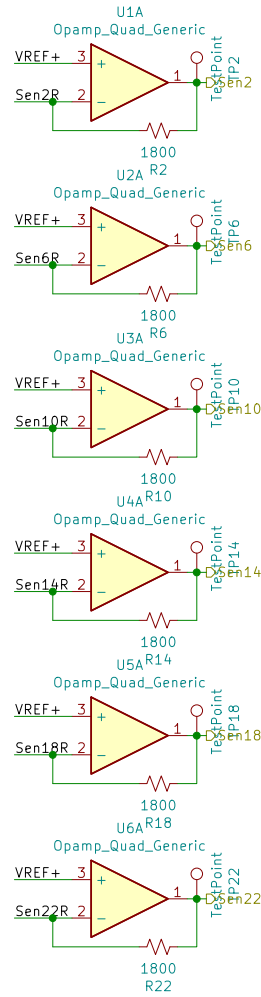 U1A
Opamp_Quad_Generic
VREF+
3
+
1
Sen2R
2
−
TestPoint
TP2
Sen2
1800
R2
U2A
Opamp_Quad_Generic
VREF+
3
+
1
Sen6R
2
−
TestPoint
TP6
Sen6
1800
R6
U3A
Opamp_Quad_Generic
VREF+
3
+
1
Sen10R
2
−
TestPoint
TP10
Sen10
1800
R10
U4A
Opamp_Quad_Generic
VREF+
3
+
1
Sen14R
2
−
TestPoint
TP14
Sen14
1800
R14
U5A
Opamp_Quad_Generic
VREF+
3
+
1
Sen18R
2
−
TestPoint
TP18
Sen18
1800
R18
U6A
Opamp_Quad_Generic
VREF+
3
+
1
Sen22R
2
−
TestPoint
TP22
Sen22
1800
R22